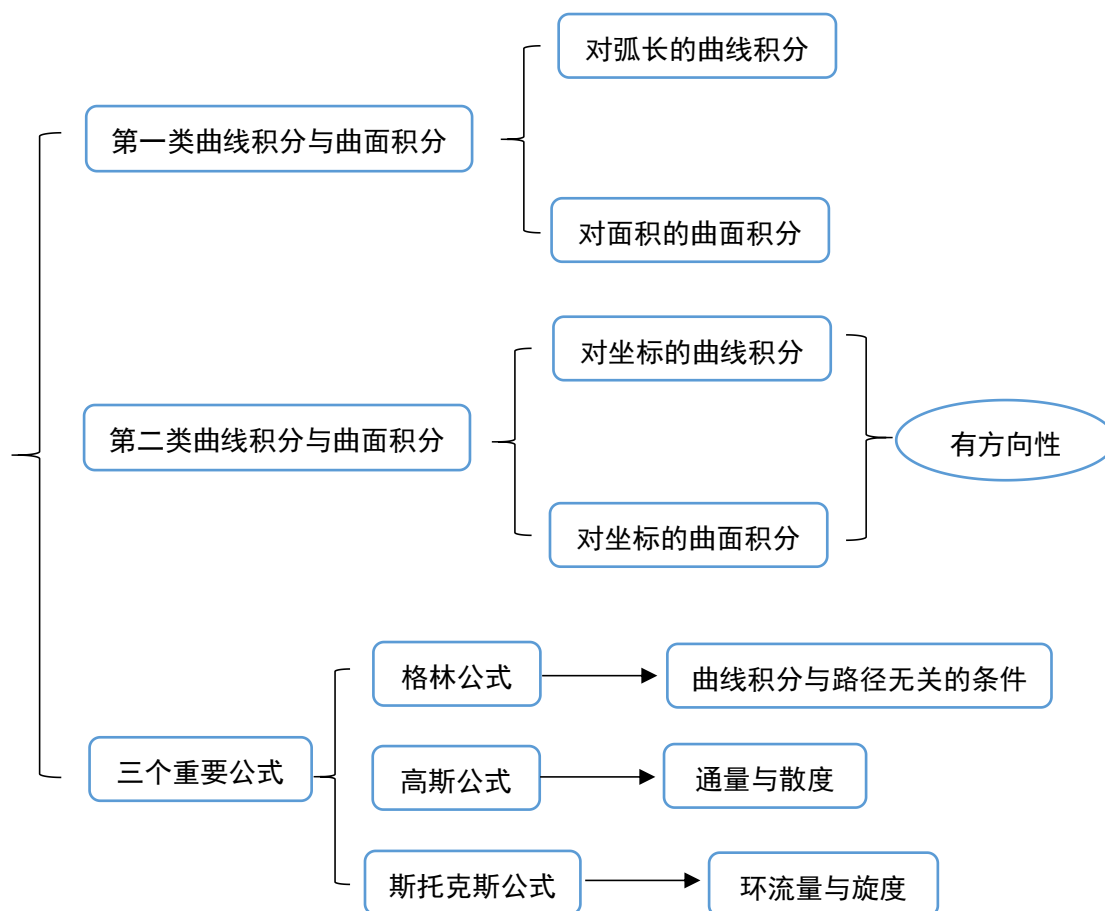 对弧长的曲线积分
第一类曲线积分与曲面积分
对面积的曲面积分
对坐标的曲线积分
第二类曲线积分与曲面积分
有方向性
对坐标的曲面积分
格林公式
曲线积分与路径无关的条件
三个重要公式
高斯公式
通量与散度
斯托克斯公式
环流量与旋度